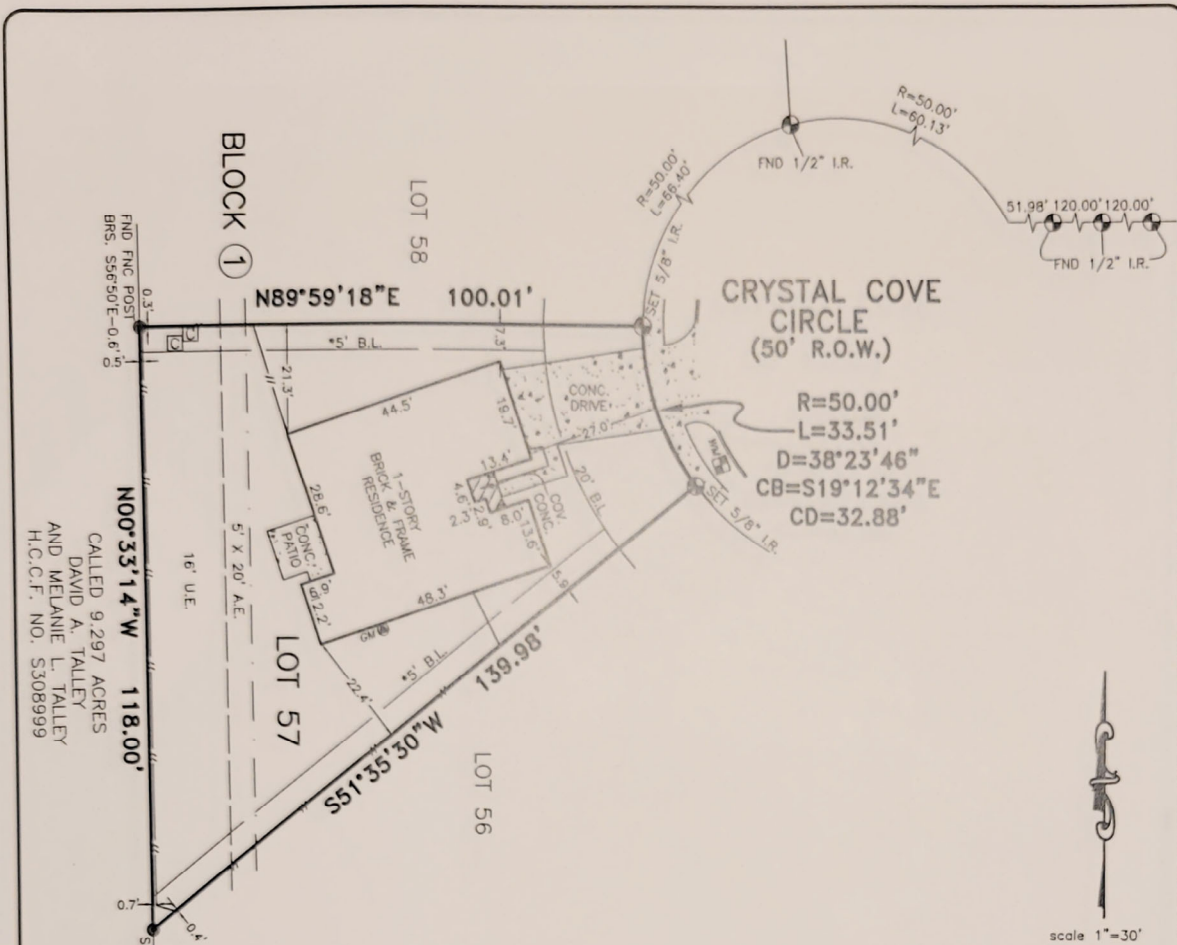 R=50.00'
L=60.13'
FND 1/2" I.R.
R=50.00'
L=66.40'
51.98' 120.00' 120.00'
FND 1/2" I.R.
BLOCK 1
LOT 58
FND FNC POST
BRS. S56°50'E-0.6'
0.3'
0.5'
N89°59'18"E 100.01'
SET 5/8" I.R.
CRYSTAL COVE
CIRCLE
(50' R.O.W.)
R=50.00'
L=33.51'
D=38°23'46"
CB=S19°12'34"E
CD=32.88'
C
C
*5' B.L.
7.3'
21.3'
44.5'
19.7'
CONC.
DRIVE
27.0'
20' B.L.
1-STORY
BRICK & FRAME
RESIDENCE
13.4'
4.6'
2.9'
COV.
CONC.
13.6'
28.6'
CONC.
PATIO
2.2'
48.3'
5.9'
SET 5/8" I.R.
GM
*5' B.L.
22.4'
139.98'
S51°35'30"W
5' X 20' A.E.
16' U.E.
LOT 57
LOT 56
N00°33'14"W 118.00'
CALLED 9.297 ACRES
DAVID A. TALLEY
AND MELANIE L. TALLEY
H.C.C.F. NO. S308999
0.7'
0.4'
S
scale 1"=30'